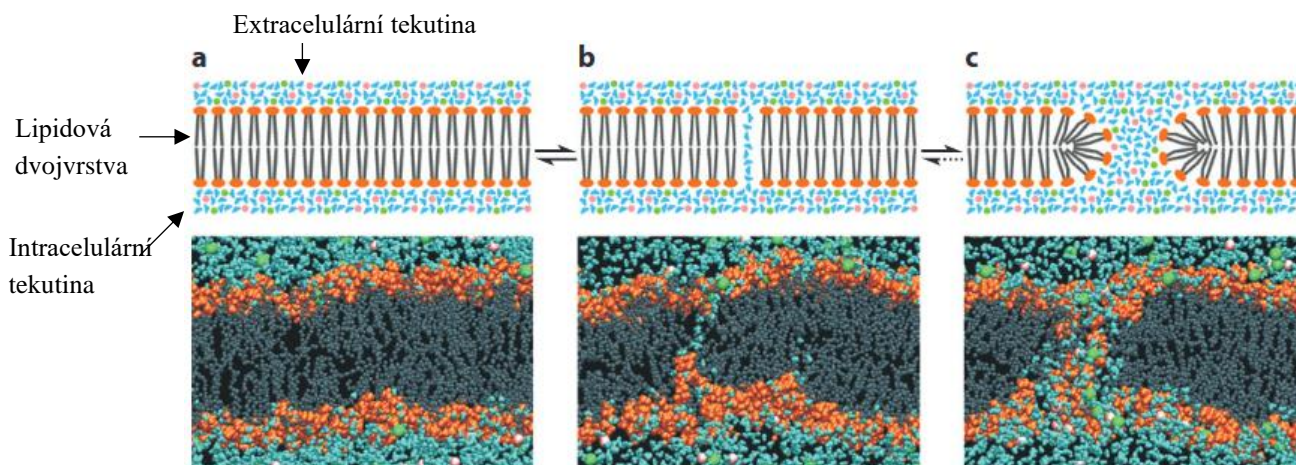 Extracelulární tekutina
a
b
c
Lipidová
dvojvrstva
Intracelulární
tekutina